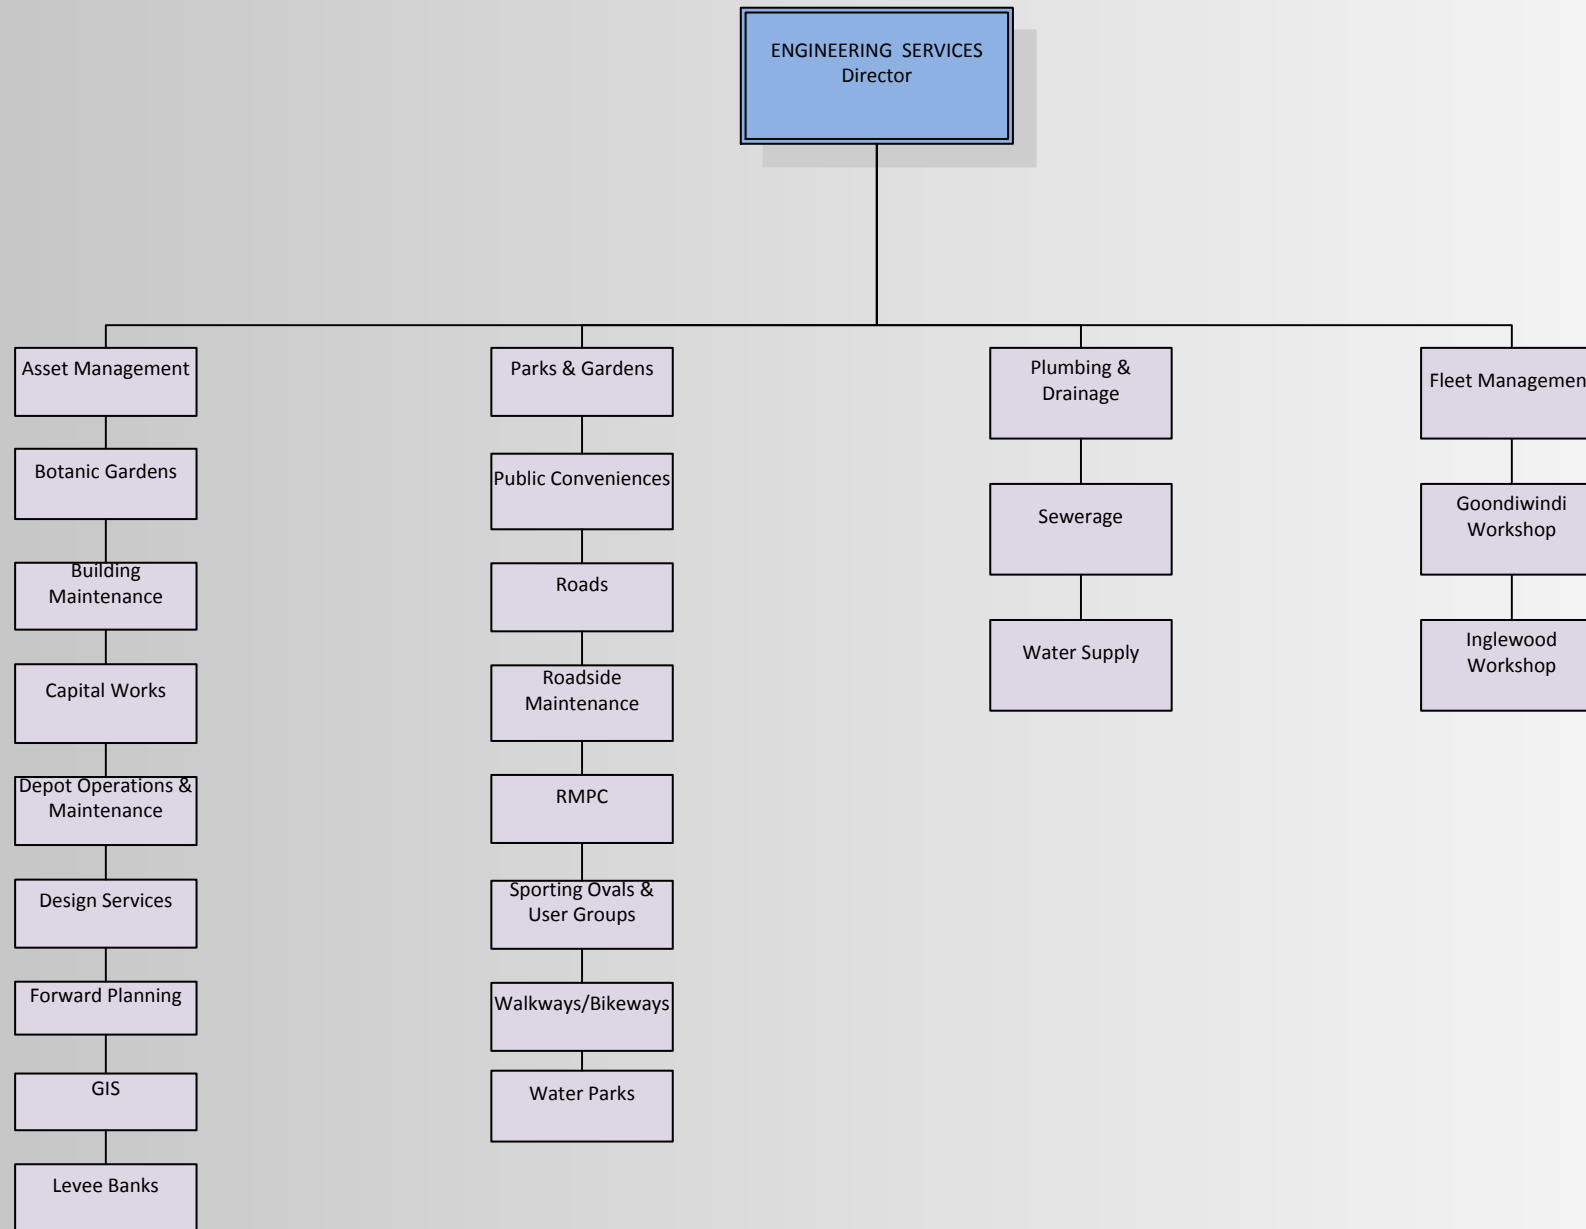 ENGINEERING SERVICES
Director
Asset Management
Botanic Gardens
Building
Maintenance
Capital Works
Depot Operations &
Maintenance
Design Services
Forward Planning
GIS
Levee Banks
Parks & Gardens
Public Conveniences
Roads
Roadside
Maintenance
RMPC
Sporting Ovals &
User Groups
Walkways/Bikeways
Water Parks
Plumbing &
Drainage
Sewerage
Water Supply
Fleet Managemen
Goondiwindi
Workshop
Inglewood
Workshop